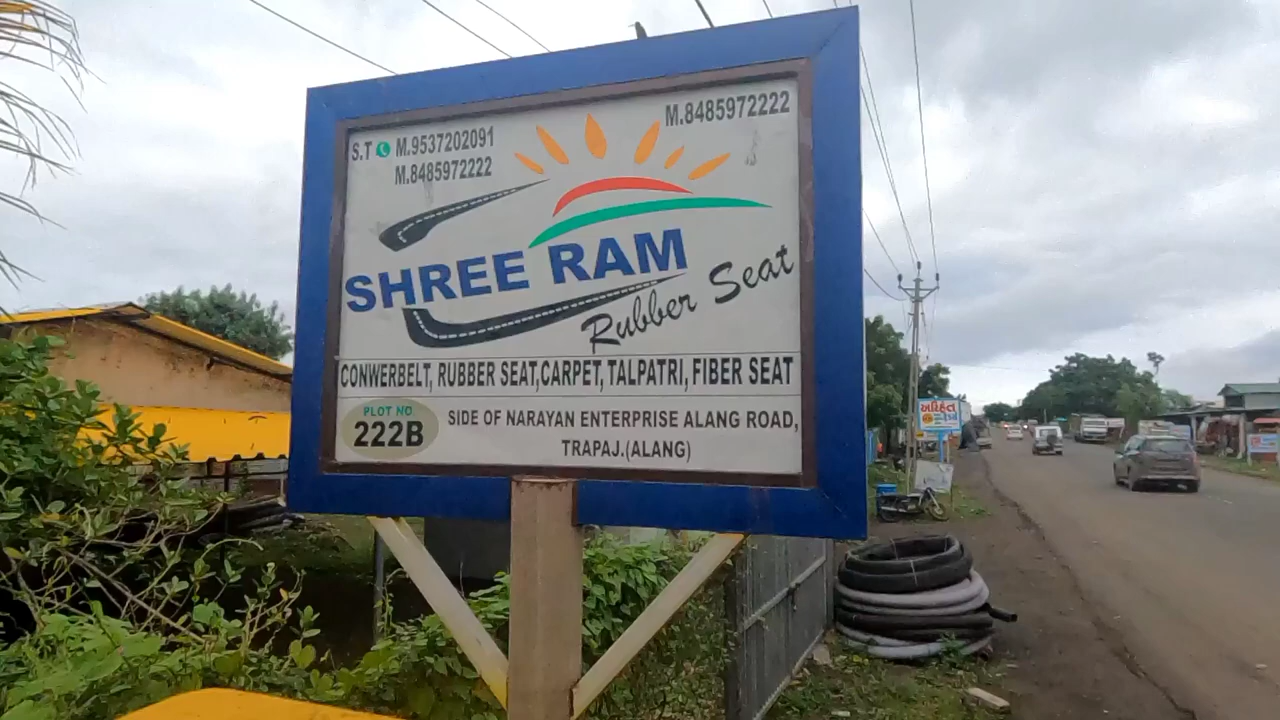 S.T M.9537202091
M.8485972222
M.8485972222
SHREE RAM
Rubber Seat
CONWERBELT, RUBBER SEAT,CARPET, TALPATRI, FIBER SEAT
PLOT NO
222B
SIDE OF NARAYAN ENTERPRISE ALANG ROAD,
TRAPAJ.(ALANG)
અરિહંત